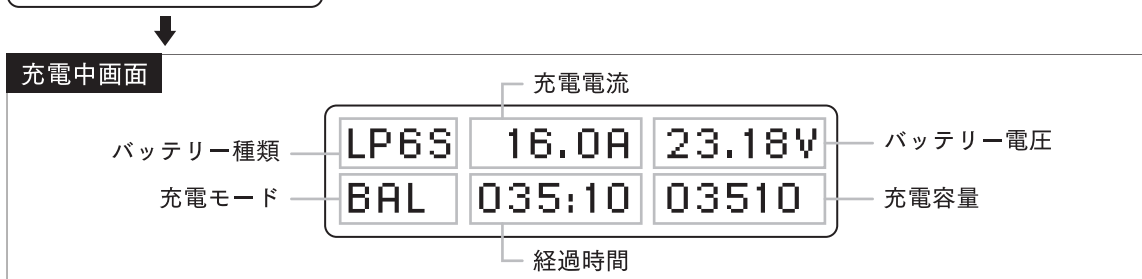 充電中画面
充電電流
バッテリー種類 LP6S 16.0A 23.18V バッテリー電圧
充電モード BAL 035:10 03510 充電容量
経過時間